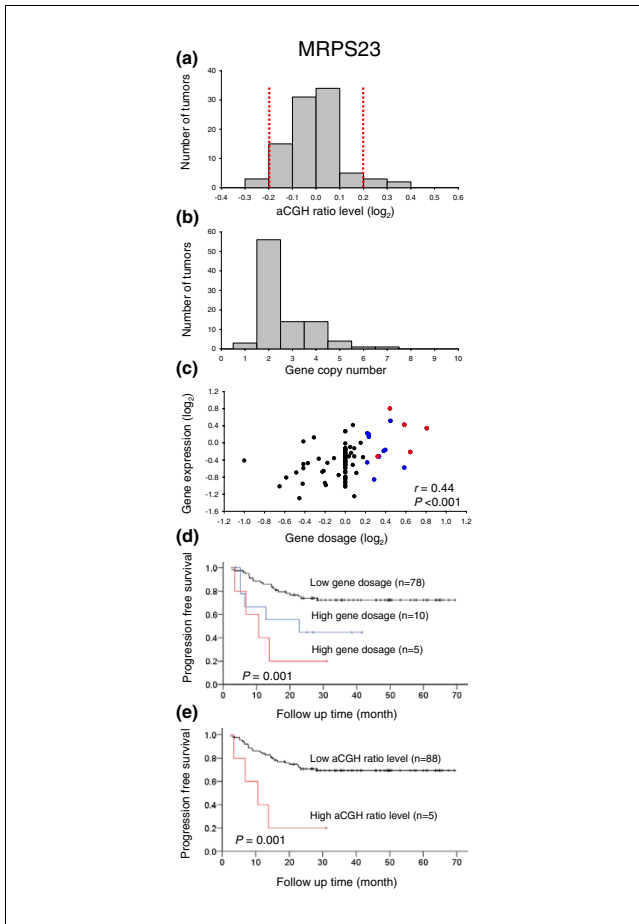 MRPS23
(a)
Number of tumors
40
30
20
10
0
-0.4 -0.3 -0.2 -0.1 0.0 0.1 0.2 0.3 0.4 0.5 0.6
aCGH ratio level (log2)
(b)
Number of tumors
60
50
40
30
20
10
0
0 1 2 3 4 5 6 7 8 9 10
Gene copy number
(c)
Gene expression (log2)
1.2
0.8
0.4
0.0
-0.4
-0.8
-1.2
-1.6
r = 0.44
P <0.001
-1.2 -1.0 -0.8 -0.6 -0.4 -0.2 0.0 0.2 0.4 0.6 0.8 1.0 1.2
Gene dosage (log2)
(d)
Progression free survival
1.0
0.8
0.6
0.4
0.2
0.0
Low gene dosage (n=78)
High gene dosage (n=10)
High gene dosage (n=5)
P = 0.001
0 10 20 30 40 50 60 70
Follow up time (month)
(e)
Progression free survival
1.0
0.8
0.6
0.4
0.2
0.0
Low aCGH ratio level (n=88)
High aCGH ratio level (n=5)
P = 0.001
0 10 20 30 40 50 60 70
Follow up time (month)